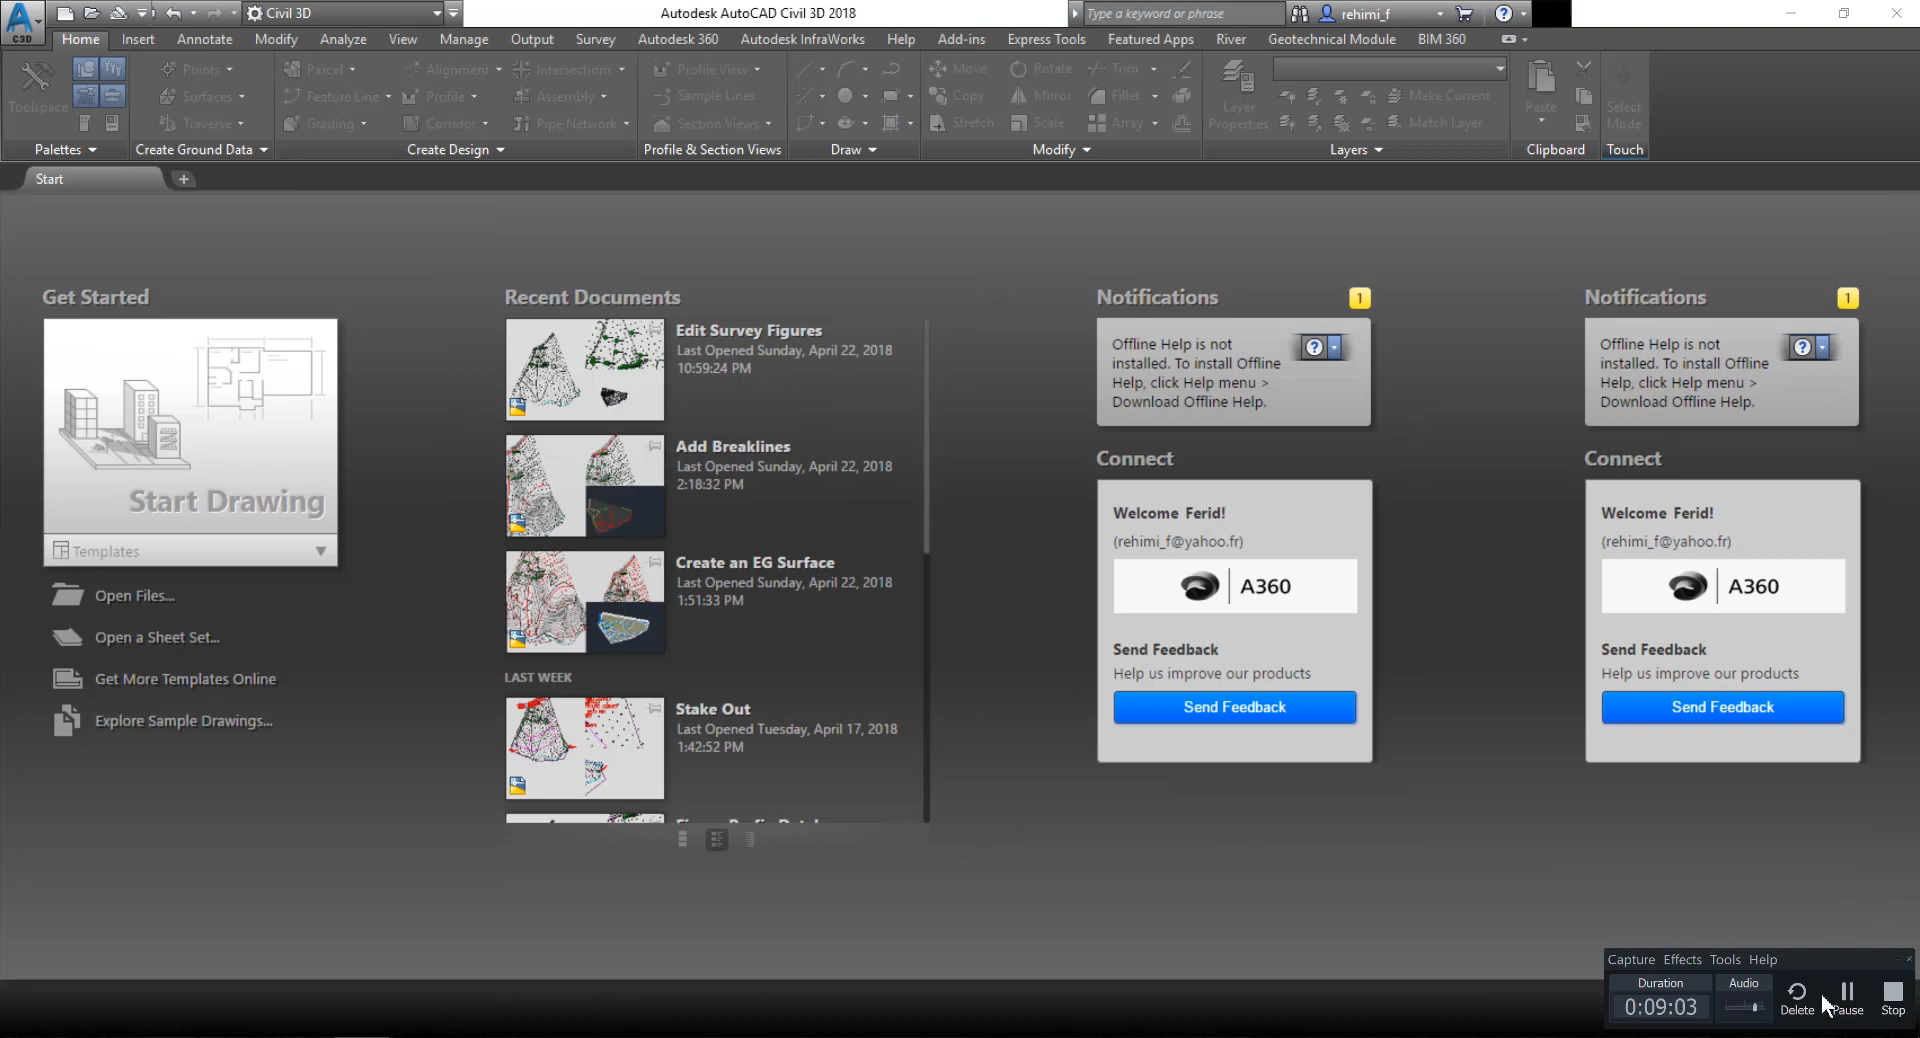 C3D
Civil 3D
Autodesk AutoCAD Civil 3D 2018
Type a keyword or phrase
rehimi_f
Home Insert Annotate Modify Analyze View Manage Output Survey Autodesk 360 Autodesk InfraWorks Help Add-ins Express Tools Featured Apps River Geotechnical Module BIM 360
Toolspace
Palettes
Points
Surfaces
Traverse
Create Ground Data
Parcel Alignment Intersections
Feature Line Profile Assembly
Grading Corridor Pipe Network
Create Design
Profile View
Sample Lines
Section Views
Profile & Section Views
Draw
Move Rotate Trim
Copy Mirror Fillet
Stretch Scale Array
Modify
Layer
Properties
Make Current
Match Layer
Layers
Paste
Clipboard
Select
Mode
Touch
Start
Get Started
Start Drawing
Templates
Open Files...
Open a Sheet Set...
Get More Templates Online
Explore Sample Drawings...
Recent Documents
Edit Survey Figures
Last Opened Sunday, April 22, 2018
10:59:24 PM
Add Breaklines
Last Opened Sunday, April 22, 2018
2:18:32 PM
Create an EG Surface
Last Opened Sunday, April 22, 2018
1:51:33 PM
LAST WEEK
Stake Out
Last Opened Tuesday, April 17, 2018
1:42:52 PM
Notifications 1
Offline Help is not
installed. To install Offline
Help, click Help menu >
Download Offline Help.
Connect
Welcome Ferid!
(rehimi_f@yahoo.fr)
A360
Send Feedback
Help us improve our products
Send Feedback
Notifications 1
Offline Help is not
installed. To install Offline
Help, click Help menu >
Download Offline Help.
Connect
Welcome Ferid!
(rehimi_f@yahoo.fr)
A360
Send Feedback
Help us improve our products
Send Feedback
Capture Effects Tools Help
Duration Audio
0:09:03
Delete Pause Stop